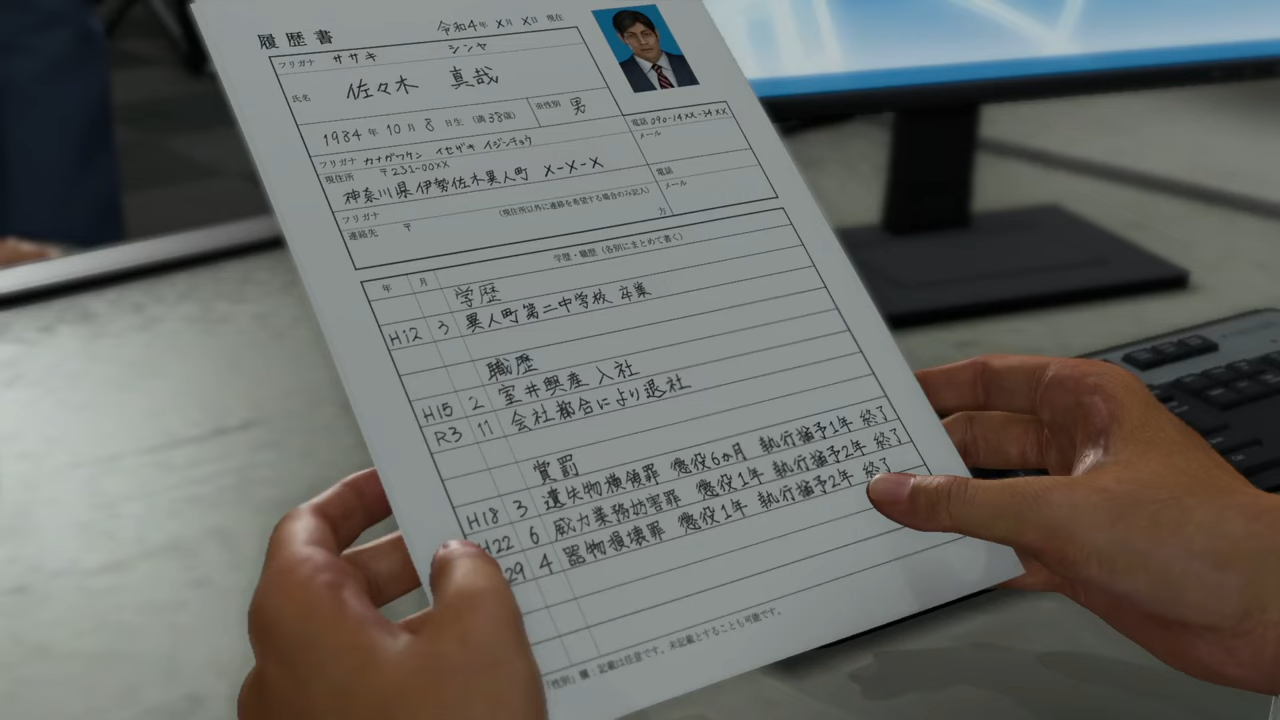 履歴書
令和4年 X月 X日 現在
フリガナ ササキ シンヤ
氏名 佐々木 真哉
1984年 10月 8日生 (満38歳) ※性別 男
フリガナ カナガワケン イセザキ イジンチョウ
現住所 〒231-00XX
神奈川県伊勢佐木異人町 X-X-X
電話 090-14XX-34XX
メール
フリガナ
連絡先 〒 (現住所以外に連絡を希望する場合のみ記入)
方
電話
メール
年 月 学歴・職歴 (各別にまとめて書く)
学歴
H12 3 異人町第二中学校 卒業
職歴
H15 2 室井興産 入社
R3 11 会社都合により退社
賞罰
H18 3 遺失物横領罪 懲役6か月 執行猶予1年 終了
H22 6 威力業務妨害罪 懲役1年 執行猶予2年 終了
29 4 器物損壊罪 懲役1年 執行猶予2年 終了
「性別」欄:記載は任意です。未記載とすることも可能です。